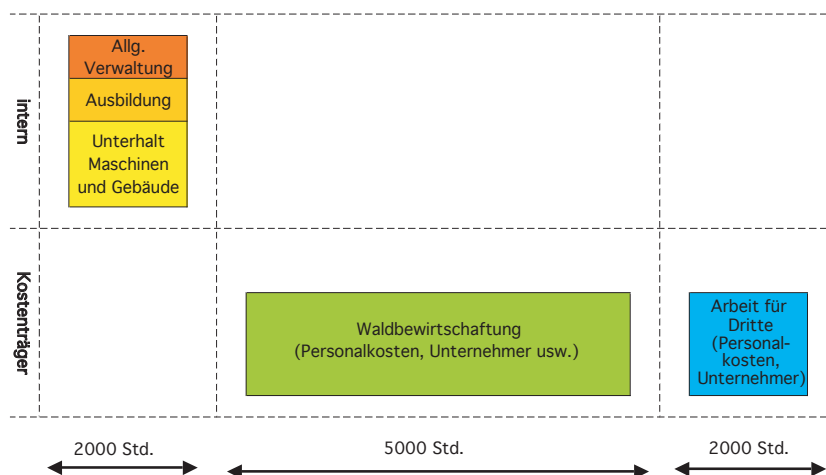 intern
Allg.
Verwaltung
Ausbildung
Unterhalt
Maschinen
und Gebäude
Kostenträger
Waldbewirtschaftung
(Personalkosten, Unternehmer usw.)
Arbeit für
Dritte
(Personal-
kosten,
Unternehmer)
2000 Std.
5000 Std.
2000 Std.